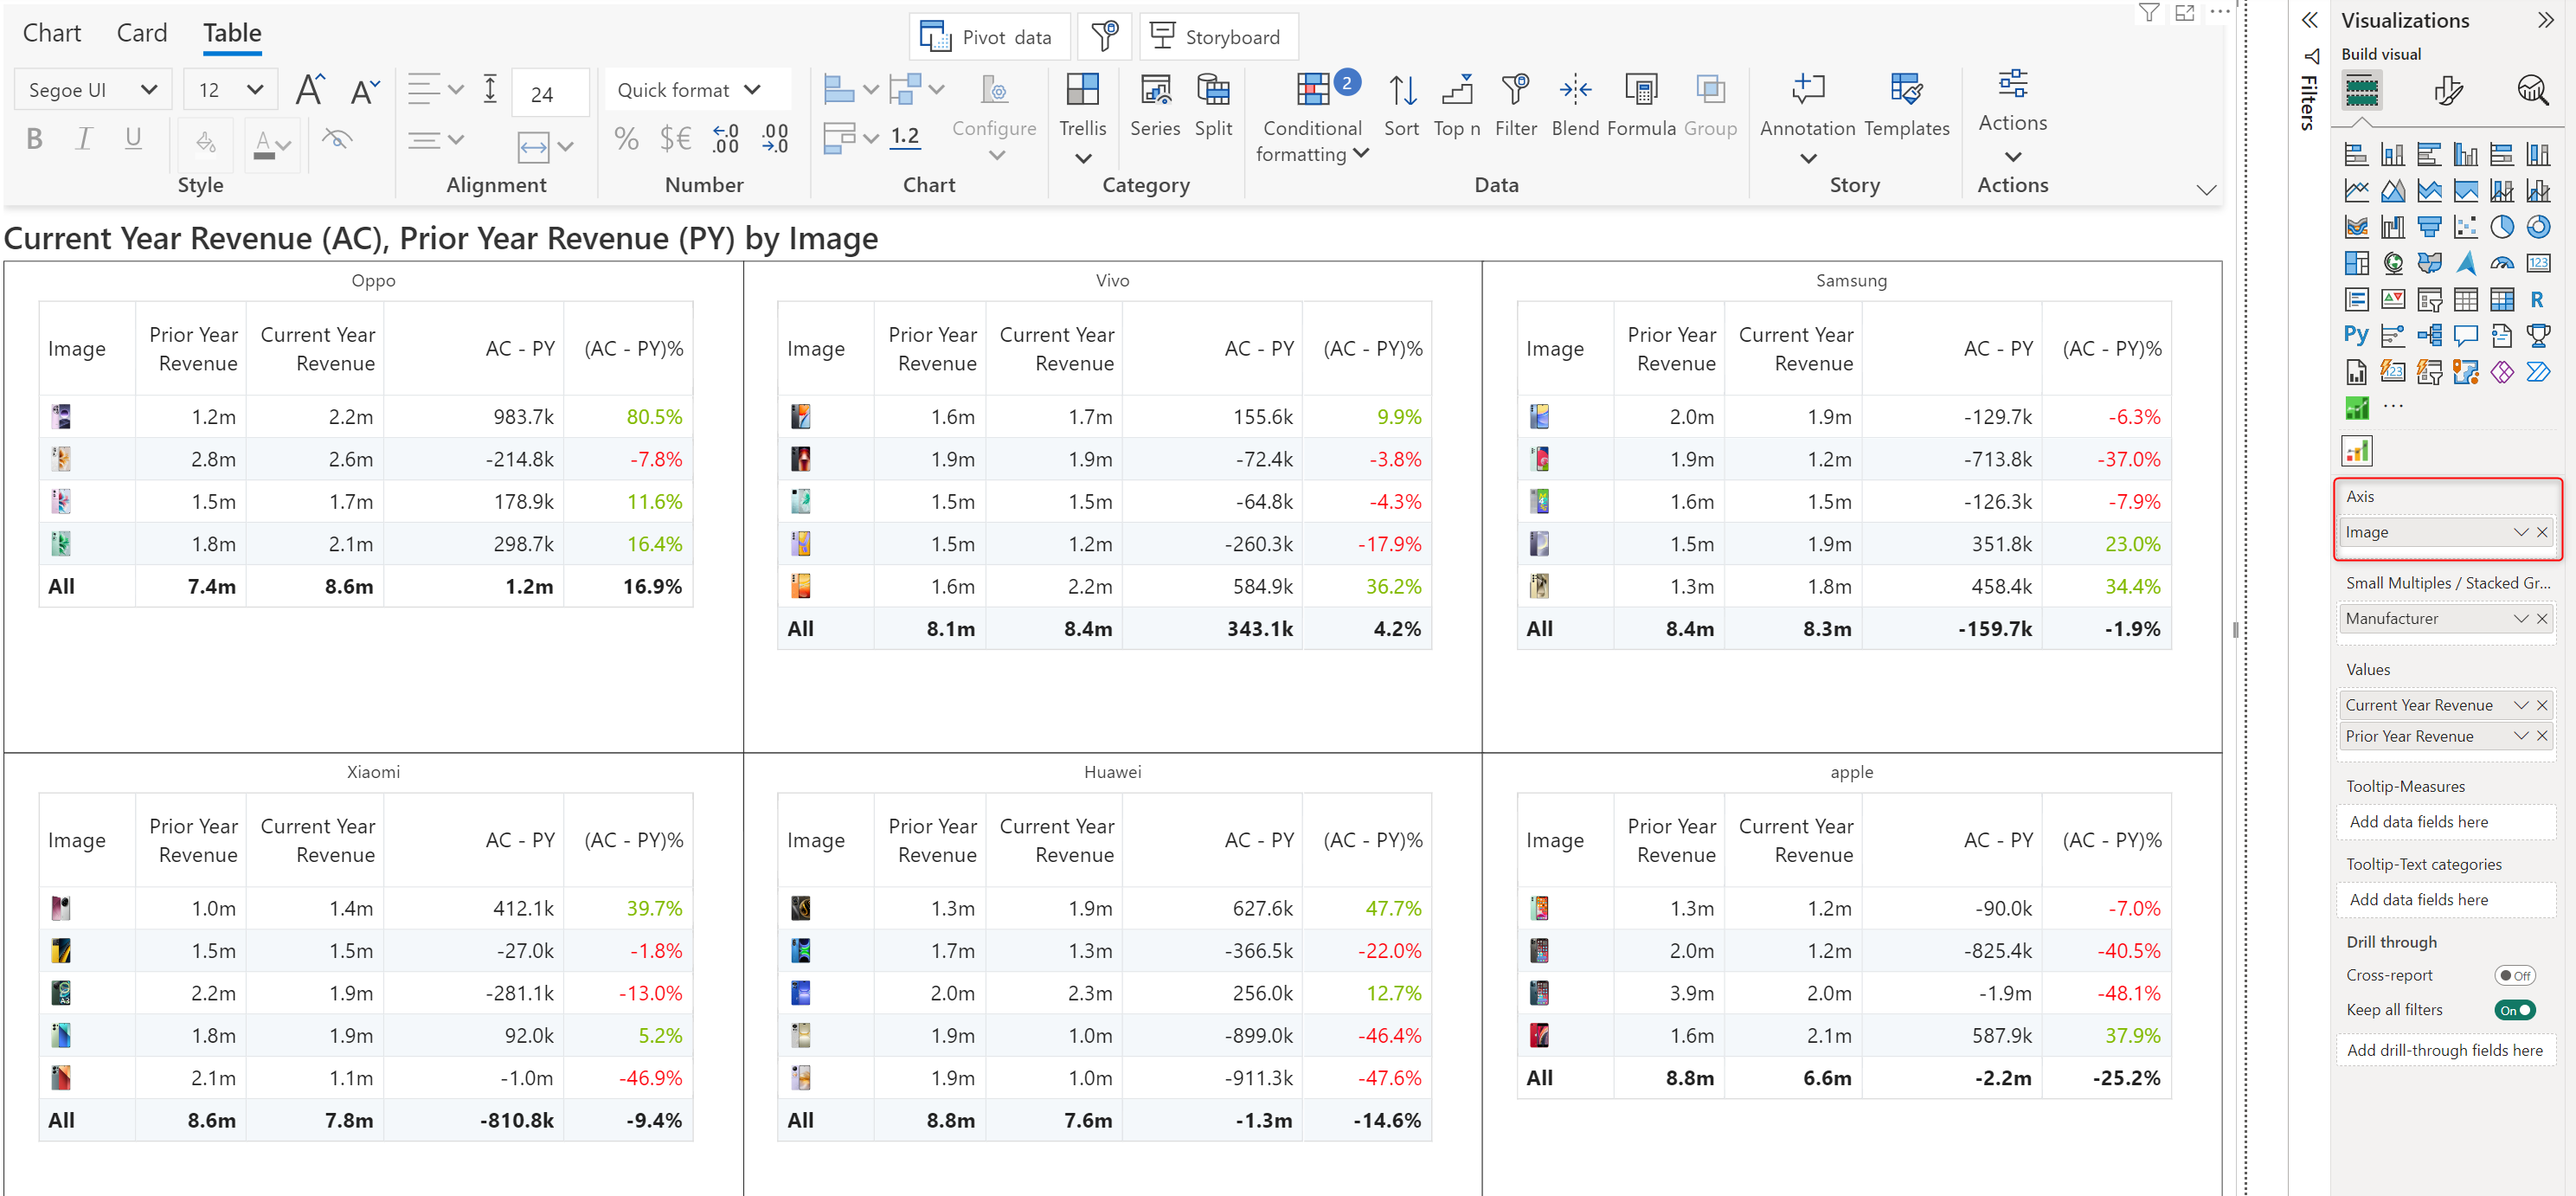 Chart Card Table
Pivot data Storyboard
Segoe UI 12 A A 24 Quick format
B I U A % $€ ←.0 .00 .00 →.0 1.2
Configure Trellis Series Split Conditional formatting 2 Sort Top n Filter Blend Formula Group Annotation Templates Actions
Style Alignment Number Chart Category Data Story Actions
Current Year Revenue (AC), Prior Year Revenue (PY) by Image
Oppo
Image Prior Year Revenue Current Year Revenue AC - PY (AC - PY)%
1.2m 2.2m 983.7k 80.5%
2.8m 2.6m -214.8k -7.8%
1.5m 1.7m 178.9k 11.6%
1.8m 2.1m 298.7k 16.4%
All 7.4m 8.6m 1.2m 16.9%
Vivo
Image Prior Year Revenue Current Year Revenue AC - PY (AC - PY)%
1.6m 1.7m 155.6k 9.9%
1.9m 1.9m -72.4k -3.8%
1.5m 1.5m -64.8k -4.3%
1.5m 1.2m -260.3k -17.9%
1.6m 2.2m 584.9k 36.2%
All 8.1m 8.4m 343.1k 4.2%
Samsung
Image Prior Year Revenue Current Year Revenue AC - PY (AC - PY)%
2.0m 1.9m -129.7k -6.3%
1.9m 1.2m -713.8k -37.0%
1.6m 1.5m -126.3k -7.9%
1.5m 1.9m 351.8k 23.0%
1.3m 1.8m 458.4k 34.4%
All 8.4m 8.3m -159.7k -1.9%
Xiaomi
Image Prior Year Revenue Current Year Revenue AC - PY (AC - PY)%
1.0m 1.4m 412.1k 39.7%
1.5m 1.5m -27.0k -1.8%
2.2m 1.9m -281.1k -13.0%
1.8m 1.9m 92.0k 5.2%
2.1m 1.1m -1.0m -46.9%
All 8.6m 7.8m -810.8k -9.4%
Huawei
Image Prior Year Revenue Current Year Revenue AC - PY (AC - PY)%
1.3m 1.9m 627.6k 47.7%
1.7m 1.3m -366.5k -22.0%
2.0m 2.3m 256.0k 12.7%
1.9m 1.0m -899.0k -46.4%
1.9m 1.0m -911.3k -47.6%
All 8.8m 7.6m -1.3m -14.6%
apple
Image Prior Year Revenue Current Year Revenue AC - PY (AC - PY)%
1.3m 1.2m -90.0k -7.0%
2.0m 1.2m -825.4k -40.5%
3.9m 2.0m -1.9m -48.1%
1.6m 2.1m 587.9k 37.9%
All 8.8m 6.6m -2.2m -25.2%
Filters
Visualizations
Build visual
123
R
Py
123
Axis
Image
Small Multiples / Stacked Gr...
Manufacturer
Values
Current Year Revenue
Prior Year Revenue
Tooltip-Measures
Add data fields here
Tooltip-Text categories
Add data fields here
Drill through
Cross-report Off
Keep all filters On
Add drill-through fields here